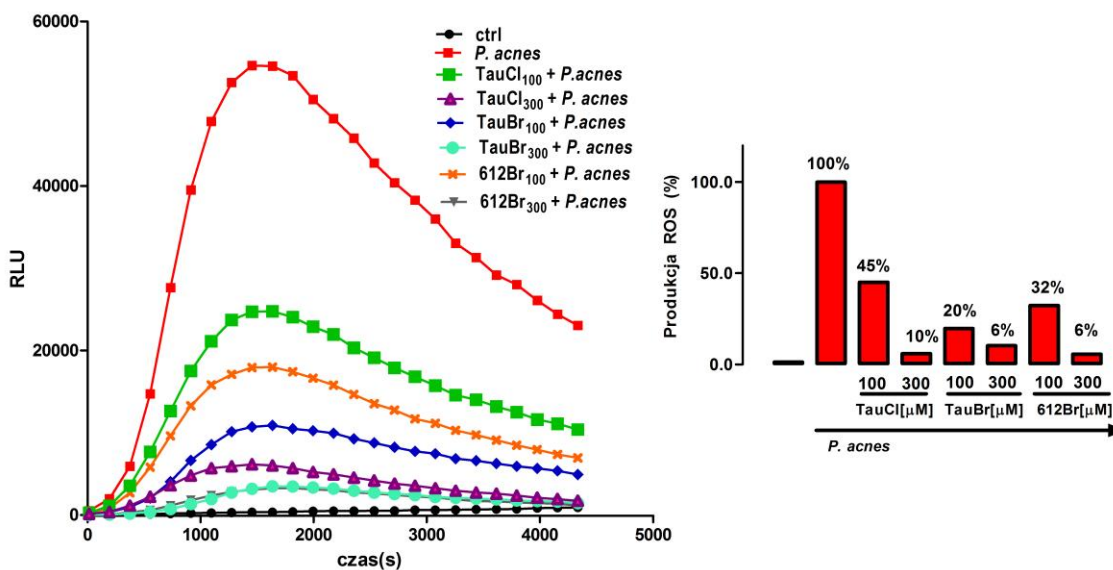 60000
40000
20000
0
RLU
0 1000 2000 3000 4000 5000
czas(s)
ctrl
P. acnes
TauCl100 + P.acnes
TauCl300 + P. acnes
TauBr100 + P.acnes
TauBr300 + P. acnes
612Br100 + P. acnes
612Br300 + P.acnes
Produkcja ROS (%)
100.0
50.0
0.0
100%
45%
10%
20%
6%
32%
6%
100 300 100 300 100 300
TauCl[µM] TauBr[µM] 612Br[µM]
P. acnes